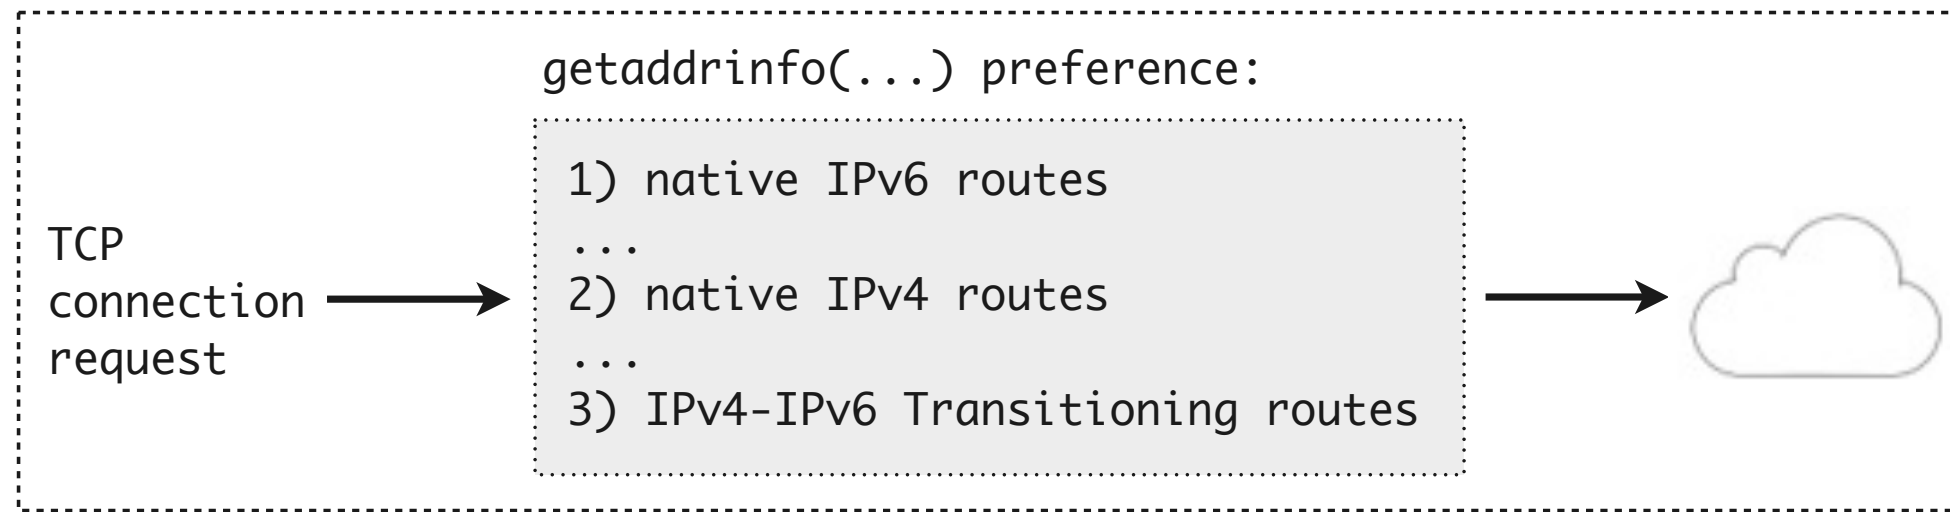 getaddrinfo(...) preference:
TCP
connection
request
1) native IPv6 routes
...
2) native IPv4 routes
...
3) IPv4-IPv6 Transitioning routes